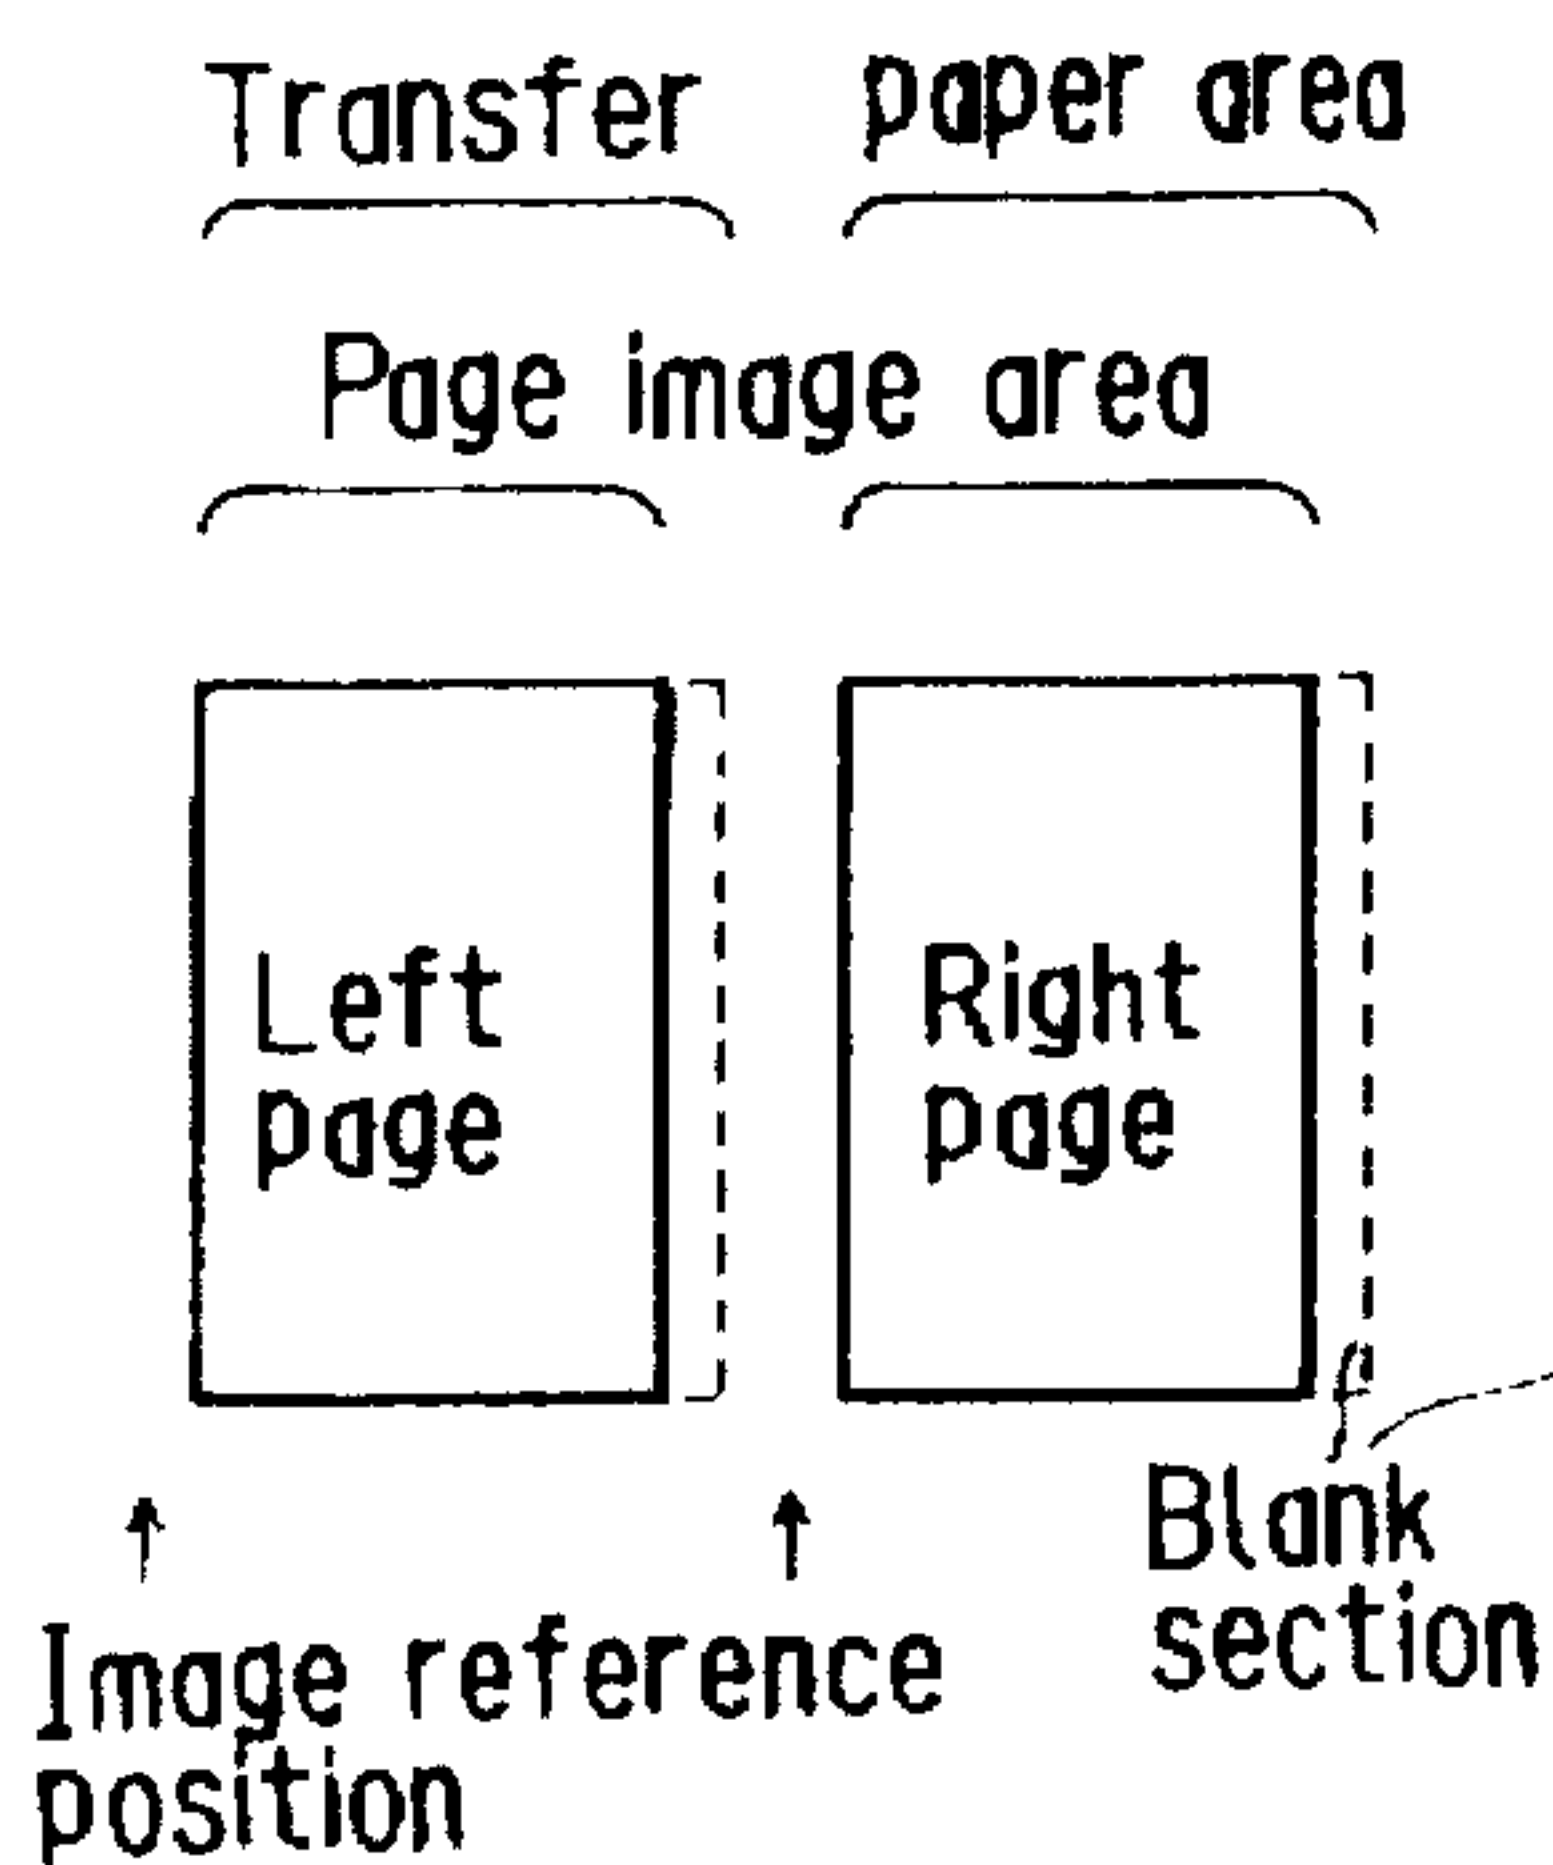 Transfer paper area
Page image area
Left
page
Right
page
Blank
section
Image reference
position